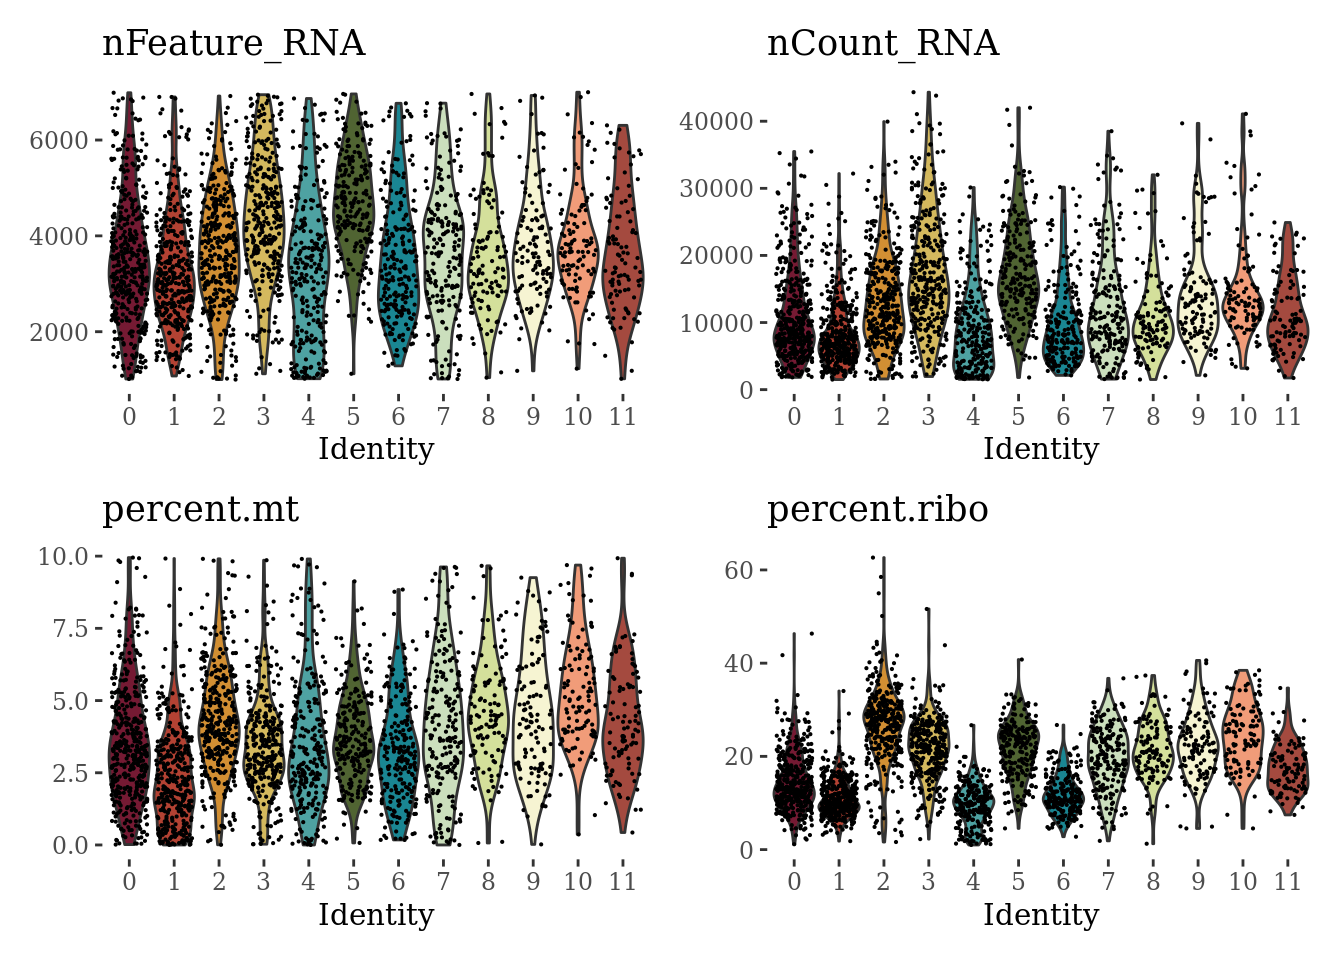 nFeature_RNA
6000
4000
2000
0 1 2 3 4 5 6 7 8 9 10 11
Identity
nCount_RNA
40000
30000
20000
10000
0
0 1 2 3 4 5 6 7 8 9 10 11
Identity
percent.mt
10.0
7.5
5.0
2.5
0.0
0 1 2 3 4 5 6 7 8 9 10 11
Identity
percent.ribo
60
40
20
0
0 1 2 3 4 5 6 7 8 9 10 11
Identity